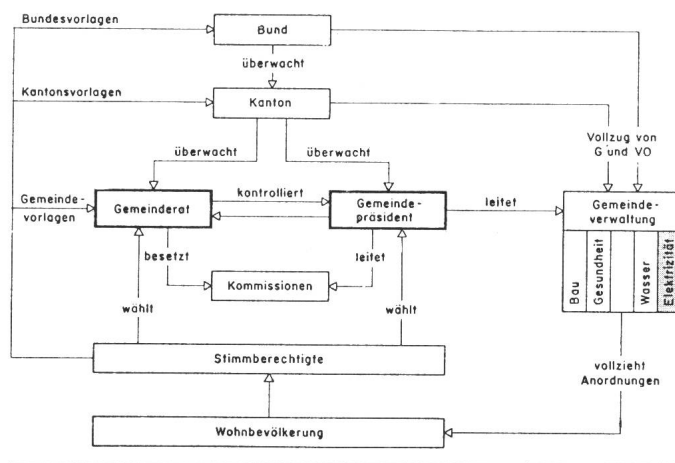 Bundesvorlagen
Bund
überwacht
Kantonsvorlagen
Kanton
überwacht
überwacht
Vollzug von
G und VO
Gemeinde-
vorlagen
Gemeinderat
kontrolliert
Gemeinde-
präsident
leitet
Gemeinde-
verwaltung
besetzt
leitet
Kommissionen
Bau
Gesundheit
Wasser
Elektrizität
wählt
wählt
Stimmberechtigte
vollzieht
Anordnungen
Wohnbevölkerung